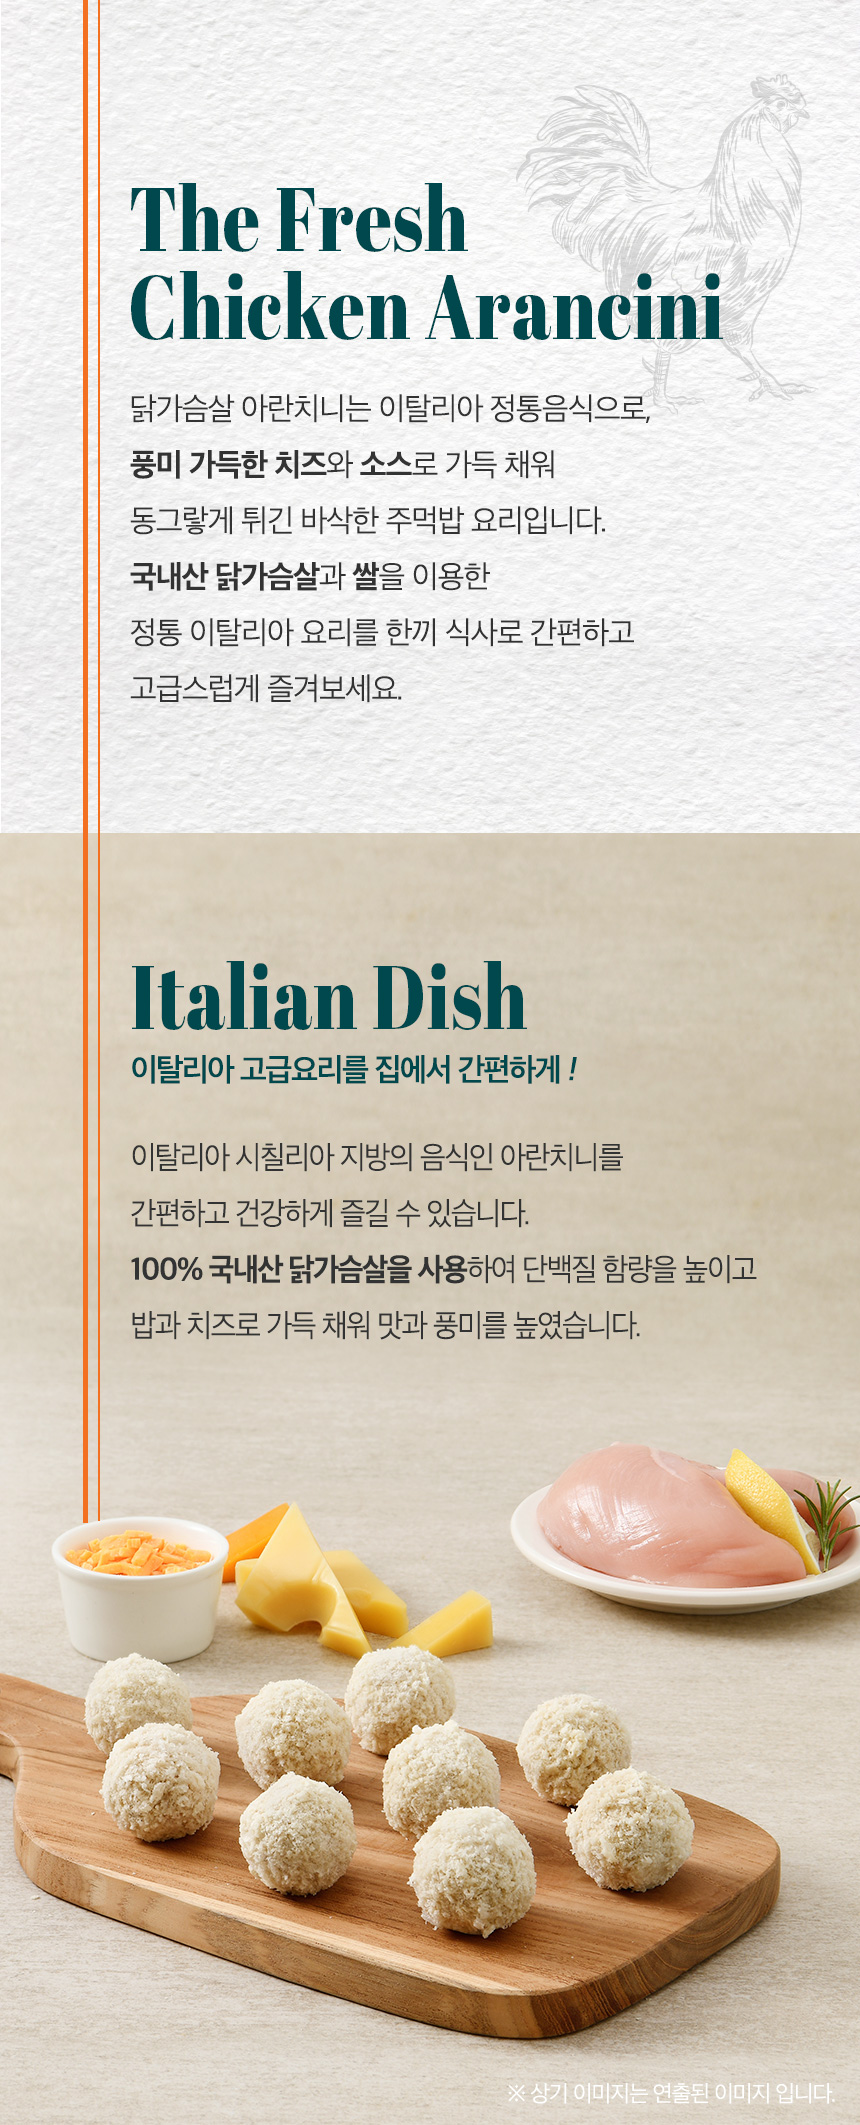 The Fresh
Chicken Arancini
닭가슴살 아란치니는 이탈리아 정통음식으로,
풍미 가득한 치즈와 소스로 가득 채워
동그랗게 튀긴 바삭한 주먹밥 요리입니다.
국내산 닭가슴살과 쌀을 이용한
정통 이탈리아 요리를 한끼 식사로 간편하고
고급스럽게 즐겨보세요.
Italian Dish
이탈리아 고급요리를 집에서 간편하게 !
이탈리아 시칠리아 지방의 음식인 아란치니를
간편하고 건강하게 즐길 수 있습니다.
100% 국내산 닭가슴살을 사용하여 단백질 함량을 높이고
밥과 치즈로 가득 채워 맛과 풍미를 높였습니다.
※ 상기 이미지는 연출된 이미지 입니다.